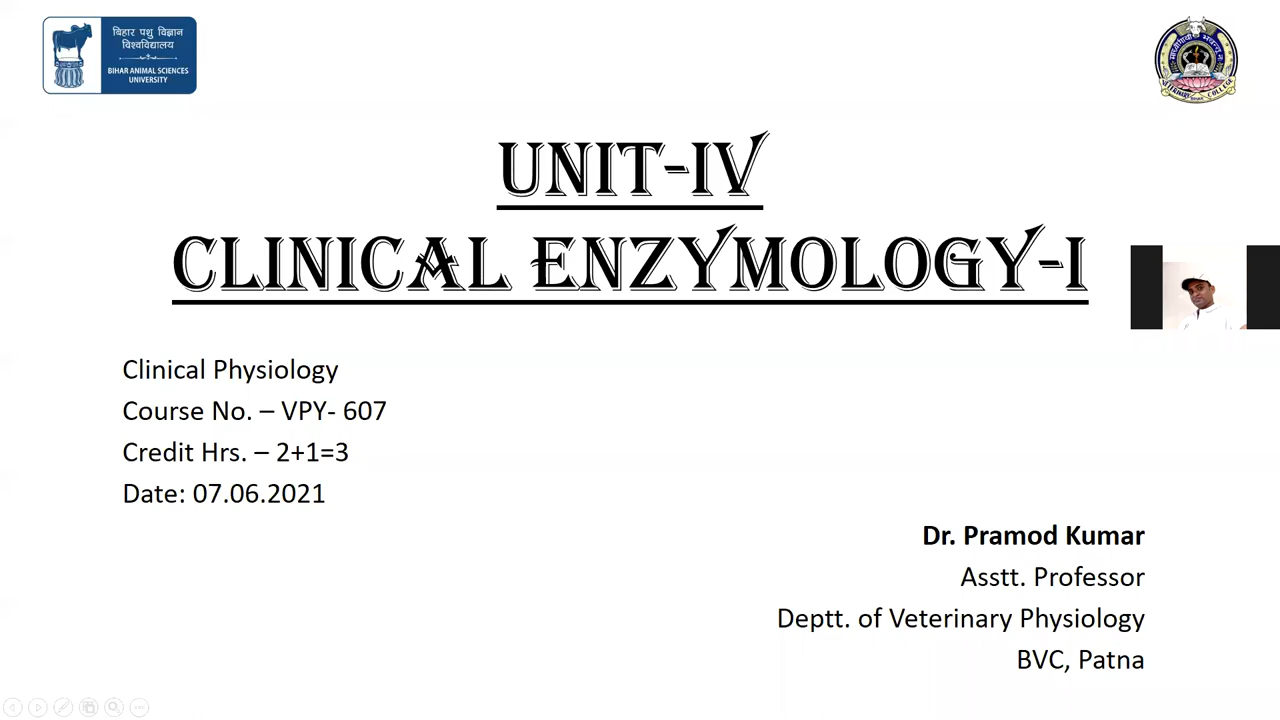 बिहार पशु विज्ञान
विश्वविद्यालय
BIHAR ANIMAL SCIENCES
UNIVERSITY
UNIT-IV
CLINICAL ENZYMOLOGY-I
Clinical Physiology
Course No. – VPY- 607
Credit Hrs. – 2+1=3
Date: 07.06.2021
Dr. Pramod Kumar
Asstt. Professor
Deptt. of Veterinary Physiology
BVC, Patna